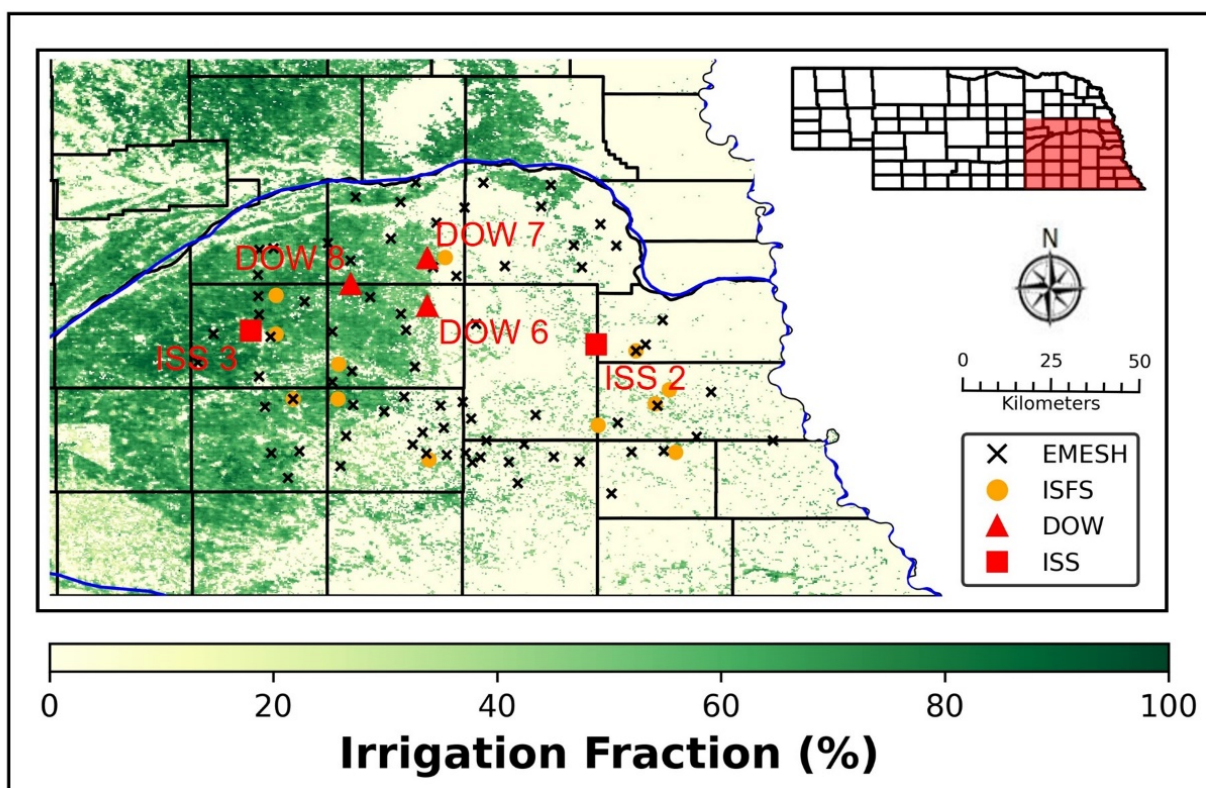 DOW 7
DOW 8
DOW 6
ISS 3
ISS 2
N
0 25 50
Kilometers
EMESH
ISFS
DOW
ISS
0 20 40 60 80 100
Irrigation Fraction (%)